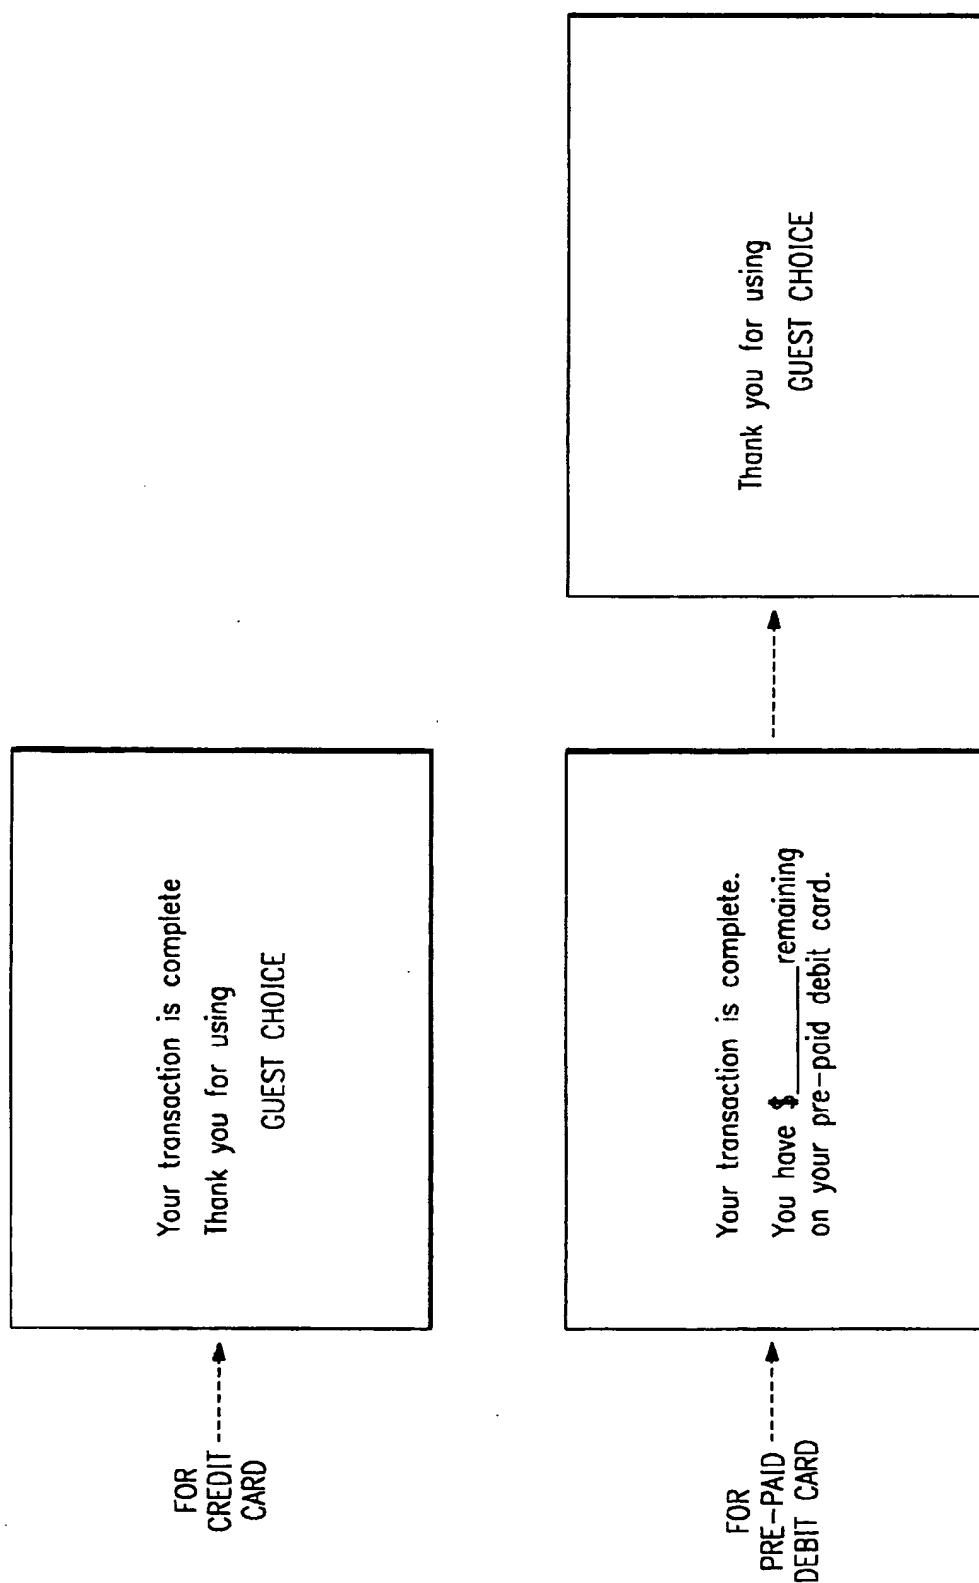 FOR
CREDIT
CARD
Your transaction is complete
Thank you for using
GUEST CHOICE
FOR
PRE-PAID
DEBIT CARD
Your transaction is complete.
You have $____remaining
on your pre-paid debit card.
Thank you for using
GUEST CHOICE